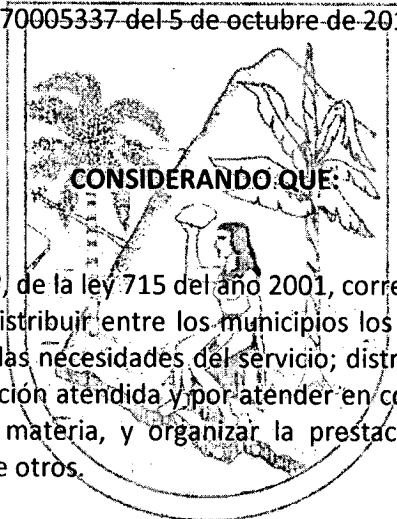 70005337 del 5 de octubre de 201
CONSIDERANDO QUE:
, de la ley 715 del año 2001, corre
istribuir entre los municipios los
las necesidades del servicio; distr
ción atendida y por atender en co
materia, y organizar la prestac
e otros.